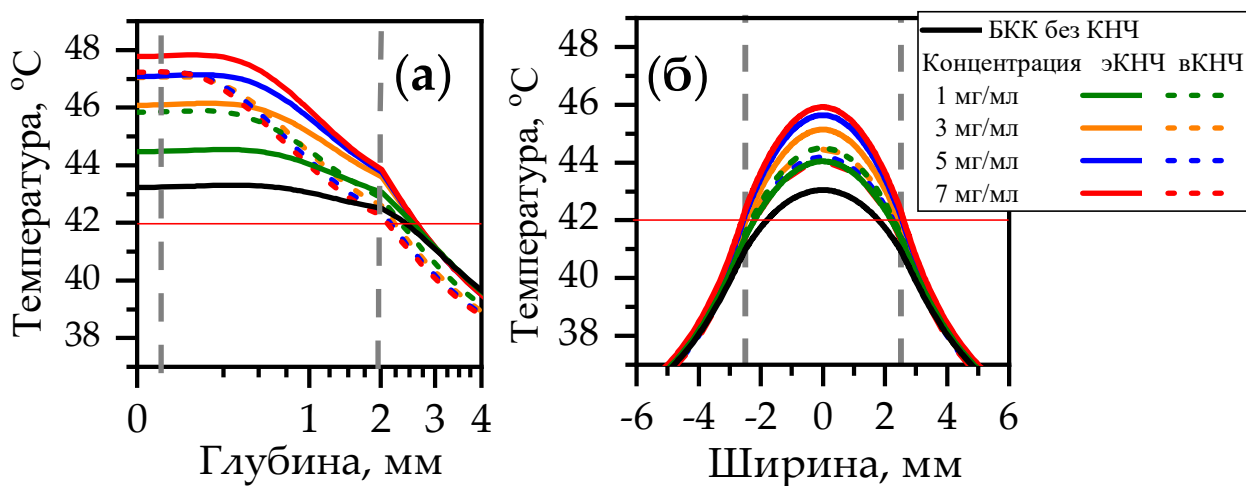 Температура, °C
48
46
44
42
40
38
(а)
0
1
2
3
4
Глубина, мм
Температура, °C
48
46
44
42
40
38
(б)
-6
-4
-2
0
2
4
6
Ширина, мм
БКК без КНЧ
Концентрация эКНЧ вКНЧ
1 мг/мл
3 мг/мл
5 мг/мл
7 мг/мл